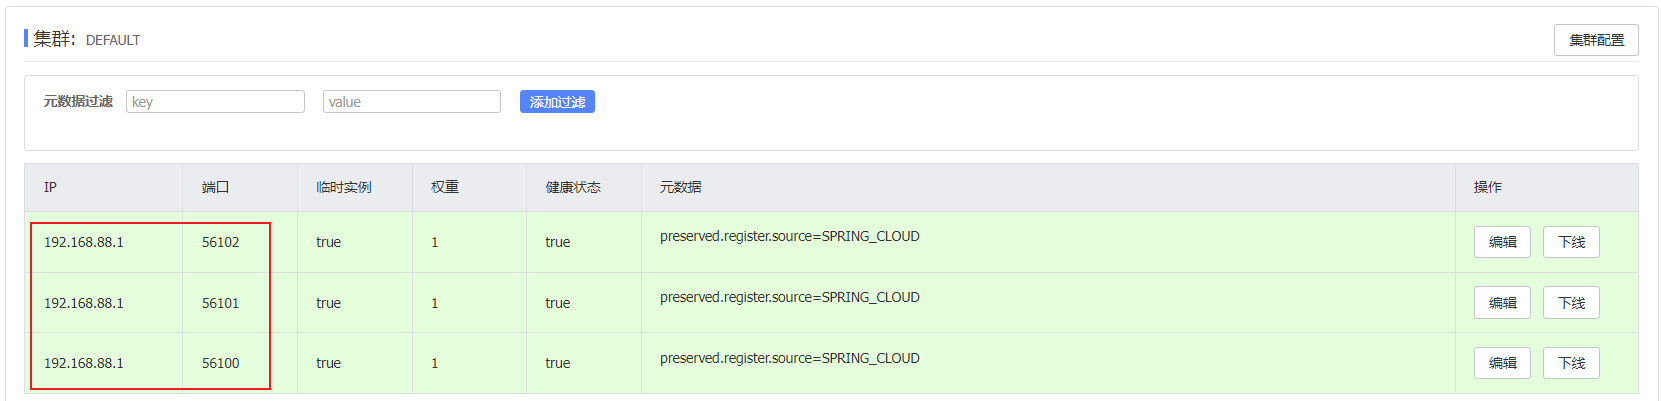 集群: DEFAULT
集群配置
元数据过滤 key value 添加过滤
IP 端口 临时实例 权重 健康状态 元数据 操作
192.168.88.1 56102 true 1 true preserved.register.source=SPRING_CLOUD 编辑 下线
192.168.88.1 56101 true 1 true preserved.register.source=SPRING_CLOUD 编辑 下线
192.168.88.1 56100 true 1 true preserved.register.source=SPRING_CLOUD 编辑 下线